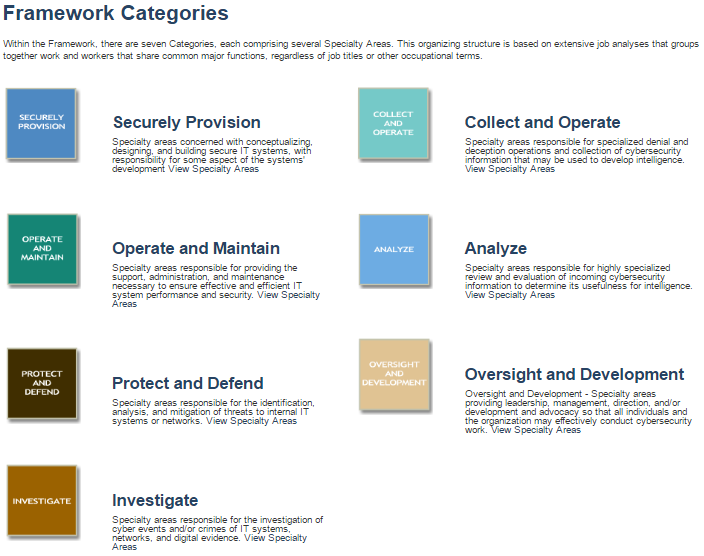 Framework Categories
Within the Framework, there are seven Categories, each comprising several Specialty Areas. This organizing structure is based on extensive job analyses that groups
together work and workers that share common major functions, regardless of job titles or other occupational terms.
SECURELY
PROVISION
Securely Provision
Specialty areas concerned with conceptualizing,
designing, and building secure IT systems, with
responsibility for some aspect of the systems'
development View Specialty Areas
COLLECT
AND
OPERATE
Collect and Operate
Specialty areas responsible for specialized denial and
deception operations and collection of cybersecurity
information that may be used to develop intelligence.
View Specialty Areas
OPERATE
AND
MAINTAIN
Operate and Maintain
Specialty areas responsible for providing the
support, administration, and maintenance
necessary to ensure effective and efficient IT
system performance and security. View Specialty
Areas
ANALYZE
Analyze
Specialty areas responsible for highly specialized
review and evaluation of incoming cybersecurity
information to determine its usefulness for intelligence.
View Specialty Areas
PROTECT
AND
DEFEND
Protect and Defend
Specialty areas responsible for the identification,
analysis, and mitigation of threats to internal IT
systems or networks. View Specialty Areas
OVERSIGHT
AND
DEVELOPMENT
Oversight and Development
Oversight and Development - Specialty areas
providing leadership, management, direction, and/or
development and advocacy so that all individuals and
the organization may effectively conduct cybersecurity
work. View Specialty Areas
INVESTIGATE
Investigate
Specialty areas responsible for the investigation of
cyber events and/or crimes of IT systems,
networks, and digital evidence. View Specialty
Areas